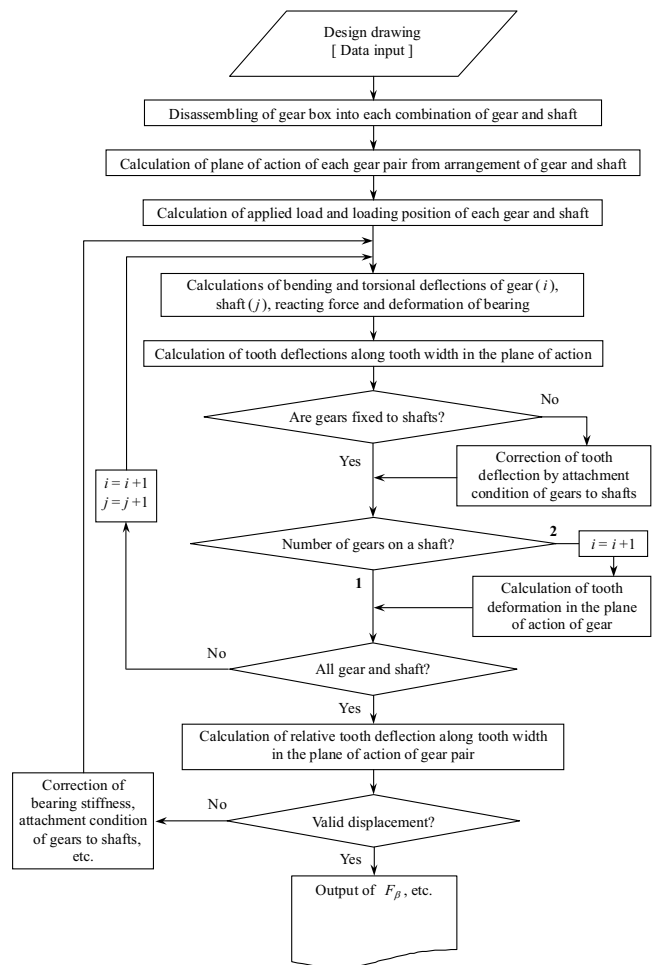 Design drawing
[ Data input ]
Disassembling of gear box into each combination of gear and shaft
Calculation of plane of action of each gear pair from arrangement of gear and shaft
Calculation of applied load and loading position of each gear and shaft
Calculations of bending and torsional deflections of gear ( i ),
shaft ( j ), reacting force and deformation of bearing
Calculation of tooth deflections along tooth width in the plane of action
Are gears fixed to shafts?
No
Yes
Correction of tooth
deflection by attachment
condition of gears to shafts
i = i +1
j = j +1
Number of gears on a shaft?
2
i = i +1
1
Calculation of tooth
deformation in the plane
of action of gear
No
All gear and shaft?
Yes
Calculation of relative tooth deflection along tooth width
in the plane of action of gear pair
Correction of
bearing stiffness,
attachment condition
of gears to shafts,
etc.
No
Valid displacement?
Yes
Output of Fβ, etc.